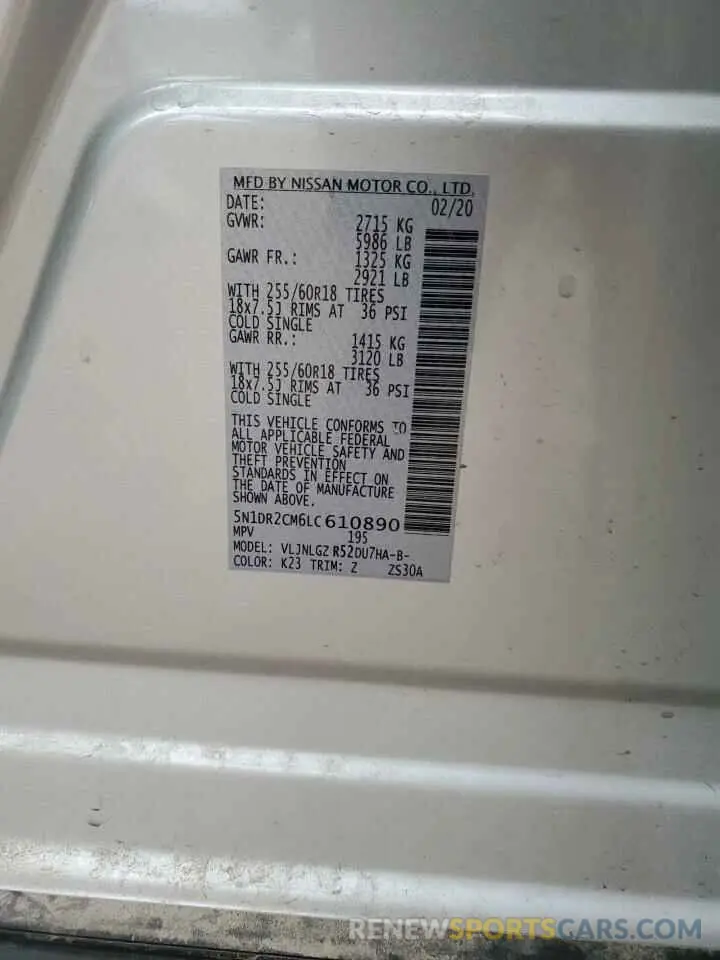 MFD BY NISSAN MOTOR CO., LTD.
DATE: 02/20
GVWR: 2715 KG
5986 LB
GAWR FR.: 1325 KG
2921 LB
WITH 255/60R18 TIRES
18x7.5J RIMS AT 36 PSI
COLD SINGLE
GAWR RR.: 1415 KG
3120 LB
WITH 255/60R18 TIRES
18x7.5J RIMS AT 36 PSI
COLD SINGLE
THIS VEHICLE CONFORMS TO
ALL APPLICABLE FEDERAL
MOTOR VEHICLE SAFETY AND
THEFT PREVENTION
STANDARDS IN EFFECT ON
THE DATE OF MANUFACTURE
SHOWN ABOVE.
5N1DR2CM6LC610890
MPV 195
MODEL: VLJNLGZ R52DU7HA-B-
COLOR: K23 TRIM: Z ZS30A
195
RENEWSPORTSCARS.COM